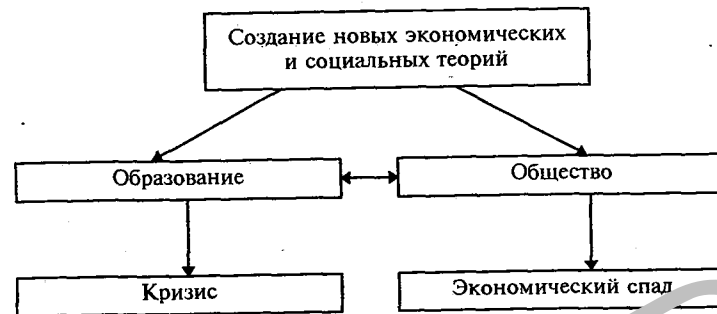 Создание новых экономических
и социальных теорий
Образование
Общество
Кризис
Экономический спад